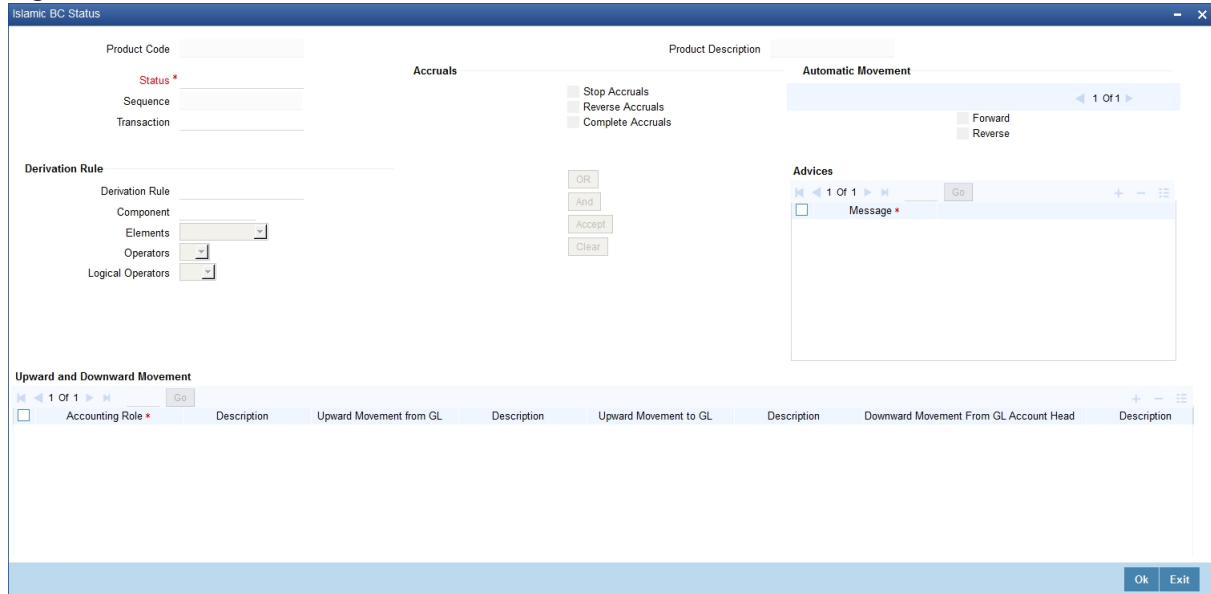 Islamic BC Status
Product Code
Product Description
Status *
Sequence
Transaction
Accruals
Stop Accruals
Reverse Accruals
Complete Accruals
Automatic Movement
1 Of 1
Forward
Reverse
Derivation Rule
Derivation Rule
Component
Elements
Operators
Logical Operators
OR
And
Accept
Clear
Advices
1 Of 1 Go
Message *
Upward and Downward Movement
1 Of 1 Go
Accounting Role * Description Upward Movement from GL Description Upward Movement to GL Description Downward Movement From GL Account Head Description
Ok Exit